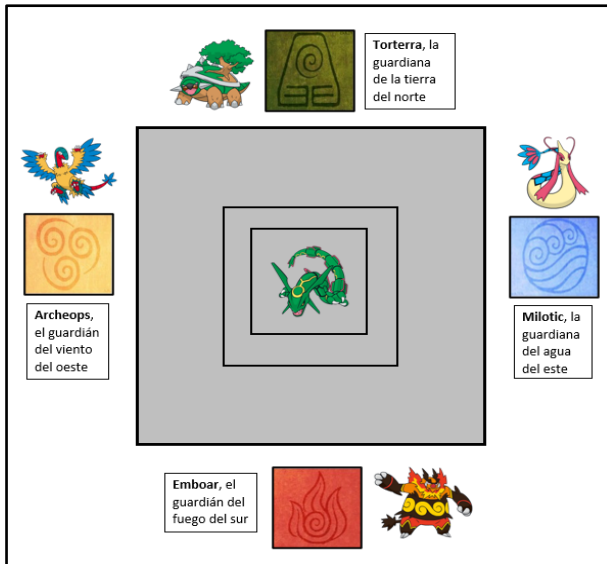 Torterra, la
guardiana
de la tierra
del norte
Archeops,
el guardián
del viento
del oeste
Milotic, la
guardiana
del agua
del este
Emboar, el
guardián del
fuego del sur